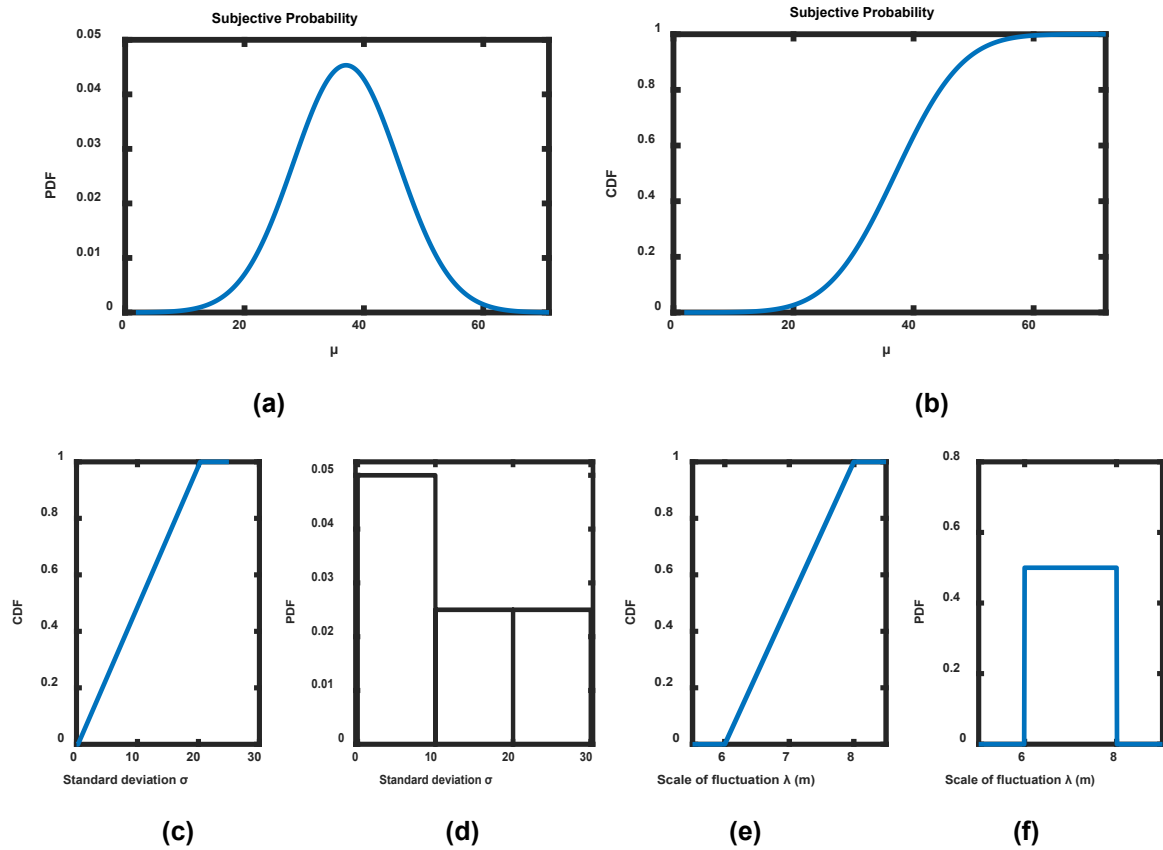 Subjective Probability
0.05
0.04
0.03
0.02
0.01
0
PDF
0 20 40 60
μ
(a)
Subjective Probability
1
0.8
0.6
0.4
0.2
0
CDF
0 20 40 60
μ
(b)
1
0.8
0.6
0.4
0.2
0
CDF
0 10 20 30
Standard deviation σ
(c)
0.05
0.04
0.03
0.02
0.01
0
PDF
0 10 20 30
Standard deviation σ
(d)
1
0.8
0.6
0.4
0.2
0
CDF
6 7 8
Scale of fluctuation λ (m)
(e)
0.8
0.6
0.4
0.2
0
PDF
6 8
Scale of fluctuation λ (m)
(f)